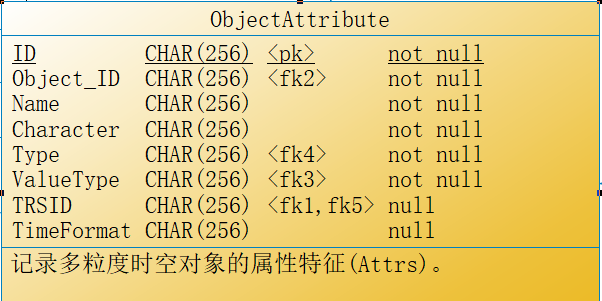 ObjectAttribute
ID CHAR(256) <pk> not null
Object_ID CHAR(256) <fk2> not null
Name CHAR(256) not null
Character CHAR(256) not null
Type CHAR(256) <fk4> not null
ValueType CHAR(256) <fk3> not null
TRSID CHAR(256) <fk1,fk5> null
TimeFormat CHAR(256) null
记录多粒度时空对象的属性特征(Attrs)。